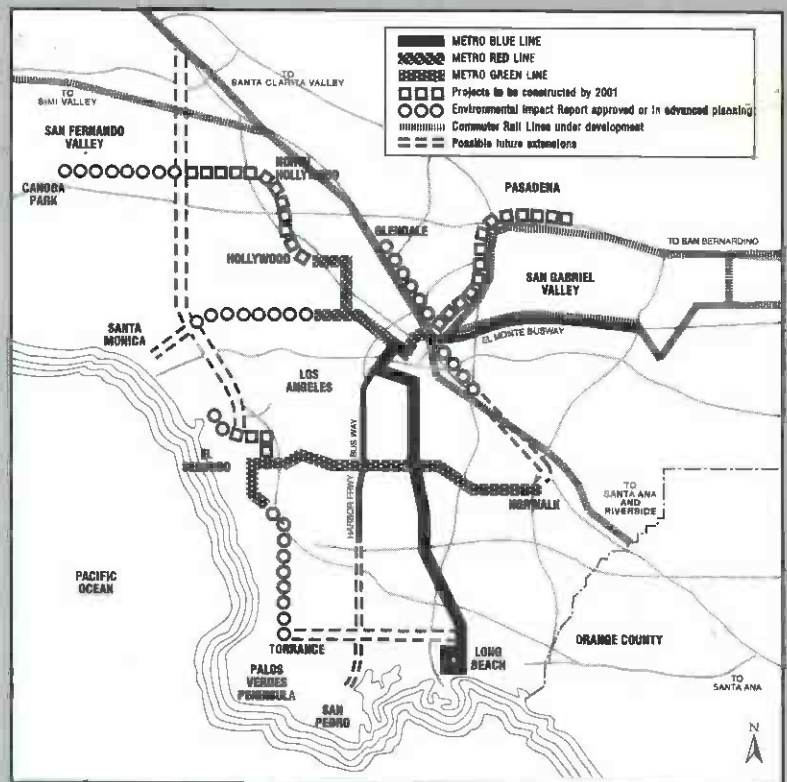 METRO BLUE LINE
METRO RED LINE
METRO GREEN LINE
Projects to be constructed by 2001
Environmental Impact Report approved or in advanced planning
Commuter Rail Lines under development
Possible future extensions
TO
SANTA CLARITA VALLEY
TO
SIMI VALLEY
SAN FERNANDO
VALLEY
NORTH
HOLLYWOOD
CANOGA
PARK
PASADENA
GLENDALE
HOLLYWOOD
TO SAN BERNARDINO
SAN GABRIEL
VALLEY
EL MONTE BUSWAY
SANTA
MONICA
LOS
ANGELES
BUS WAY
HARBOR FRWY
EL
SEGUNDO
NORWALK
TO
SANTA ANA
AND
RIVERSIDE
PACIFIC
OCEAN
TORRANCE
LONG
BEACH
ORANGE COUNTY
PALOS
VERDES
PENINSULA
SAN
PEDRO
TO
SANTA ANA
N